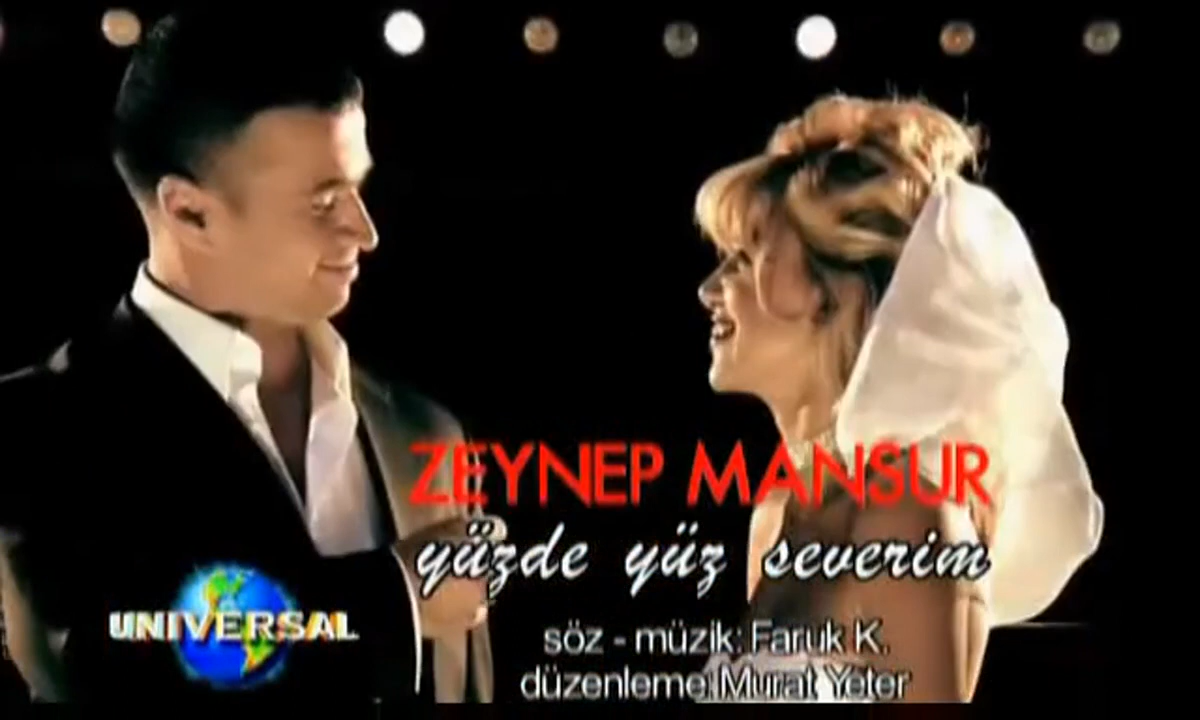 ZEYNEP MANSUR
yüzde yüz severim
UNIVERSAL
söz - müzik: Faruk K.
düzenleme: Murat Yeter